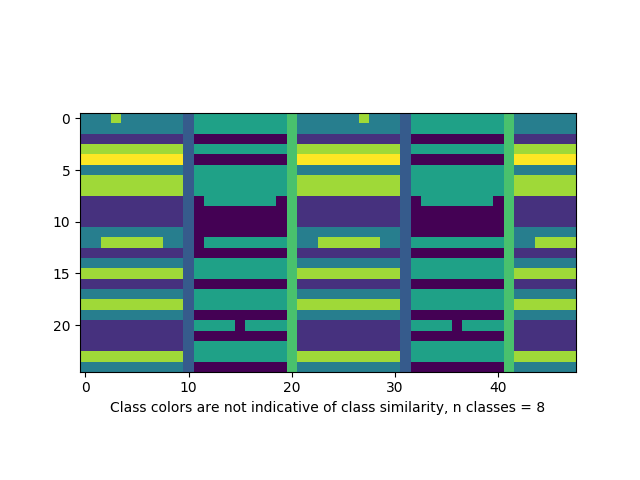 0
5
10
15
20
0 10 20 30 40
Class colors are not indicative of class similarity, n classes = 8